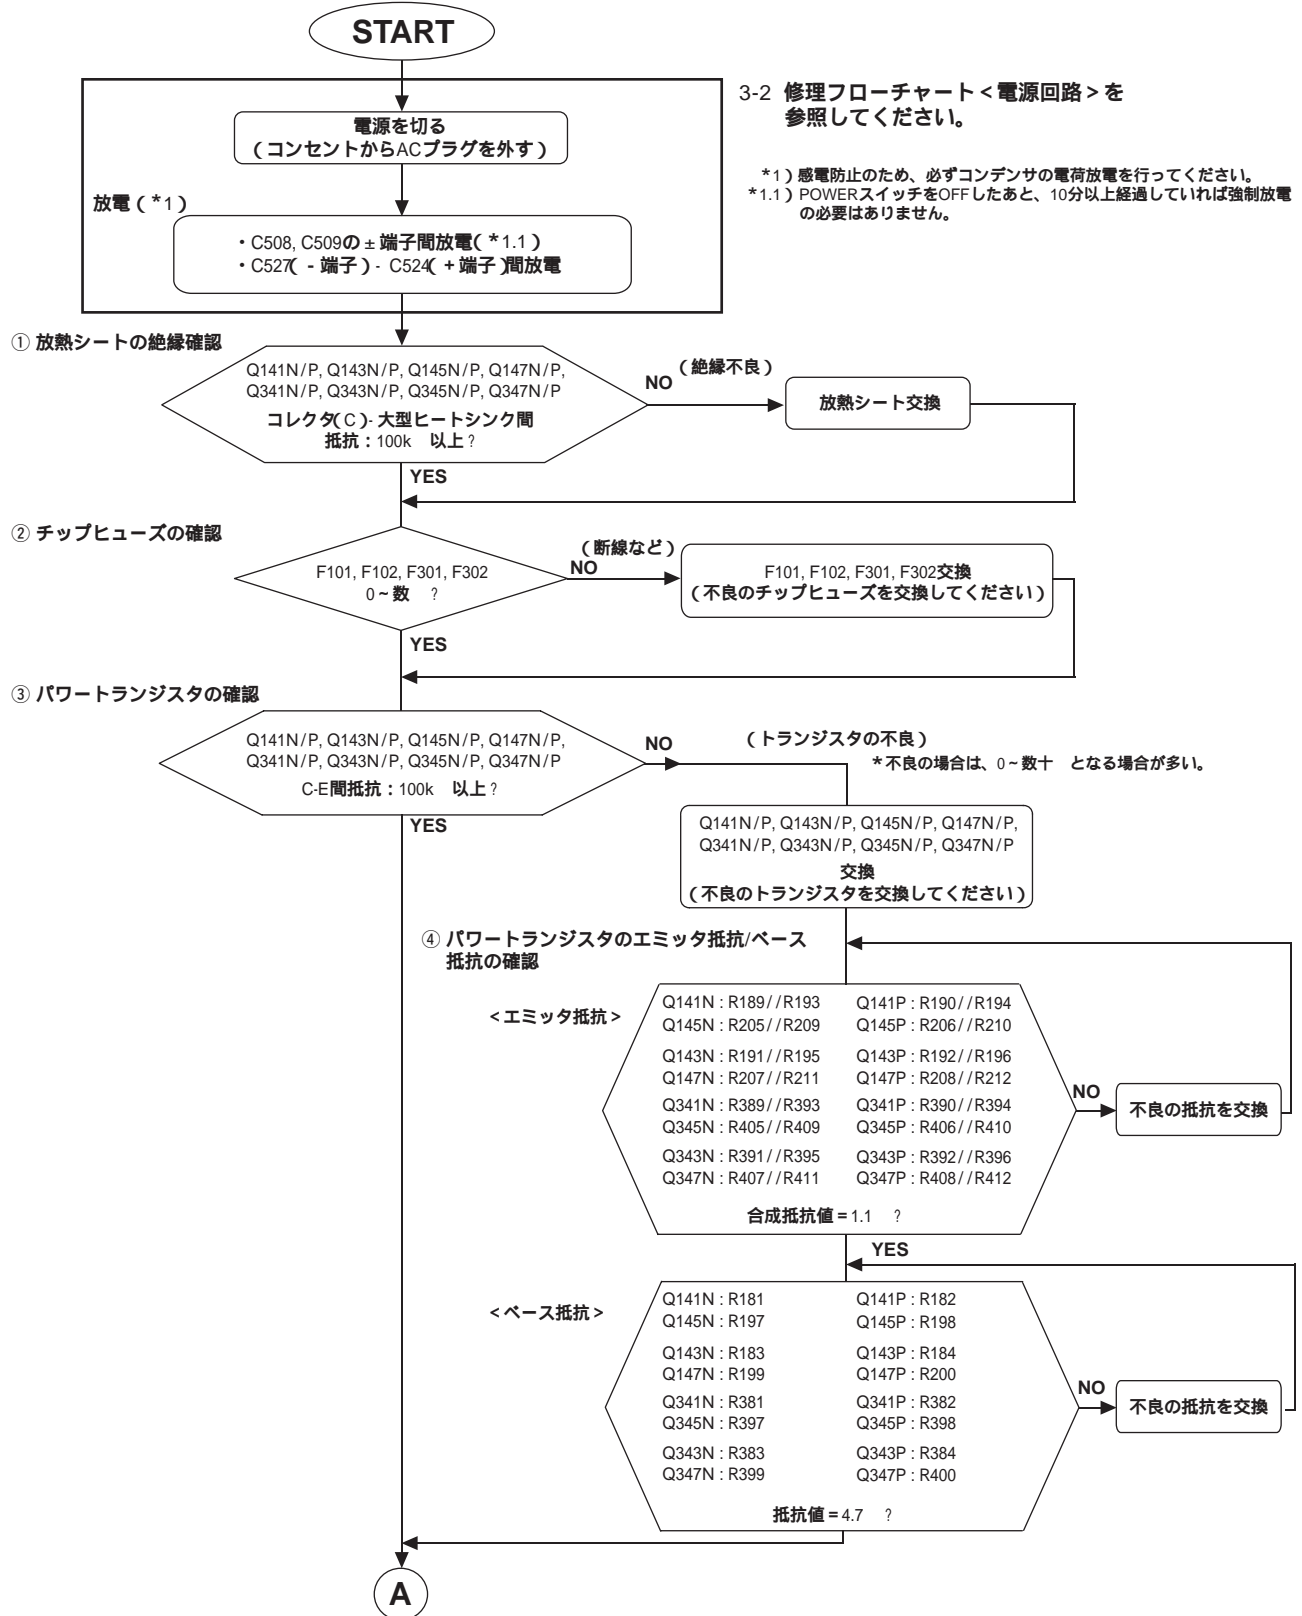 START
3-2 修理フローチャート<電源回路>を
参照してください。
電源を切る
(コンセントからACプラグを外す)
*1)感電防止のため、必ずコンデンサの電荷放電を行ってください。
*1.1)POWERスイッチをOFFしたあと、10分以上経過していれば強制放電
の必要はありません。
放電(*1)
・C508, C509の±端子間放電(*1.1)
・C527(-端子)- C524(+端子)間放電
① 放熱シートの絶縁確認
Q141N/P, Q143N/P, Q145N/P, Q147N/P,
Q341N/P, Q343N/P, Q345N/P, Q347N/P
コレクタ(C)-大型ヒートシンク間
抵抗:100k 以上?
NO
(絶縁不良)
放熱シート交換
YES
② チップヒューズの確認
F101, F102, F301, F302
0~数 ?
(断線など)
NO
F101, F102, F301, F302交換
(不良のチップヒューズを交換してください)
YES
③ パワートランジスタの確認
Q141N/P, Q143N/P, Q145N/P, Q147N/P,
Q341N/P, Q343N/P, Q345N/P, Q347N/P
C-E間抵抗:100k 以上?
NO
(トランジスタの不良)
*不良の場合は、0~数十 となる場合が多い。
YES
Q141N/P, Q143N/P, Q145N/P, Q147N/P,
Q341N/P, Q343N/P, Q345N/P, Q347N/P
交換
(不良のトランジスタを交換してください)
④ パワートランジスタのエミッタ抵抗/ベース
抵抗の確認
<エミッタ抵抗>
Q141N : R189//R193 Q141P : R190//R194
Q145N : R205//R209 Q145P : R206//R210
Q143N : R191//R195 Q143P : R192//R196
Q147N : R207//R211 Q147P : R208//R212
Q341N : R389//R393 Q341P : R390//R394
Q345N : R405//R409 Q345P : R406//R410
Q343N : R391//R395 Q343P : R392//R396
Q347N : R407//R411 Q347P : R408//R412
合成抵抗値=1.1 ?
NO
不良の抵抗を交換
YES
<ベース抵抗>
Q141N : R181 Q141P : R182
Q145N : R197 Q145P : R198
Q143N : R183 Q143P : R184
Q147N : R199 Q147P : R200
Q341N : R381 Q341P : R382
Q345N : R397 Q345P : R398
Q343N : R383 Q343P : R384
Q347N : R399 Q347P : R400
抵抗値=4.7 ?
NO
不良の抵抗を交換
A